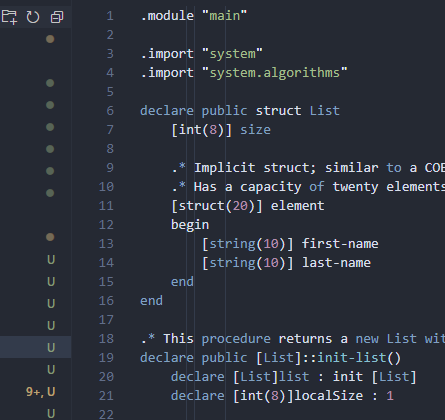 1 .module "main"
2
3 .import "system"
4 .import "system.algorithms"
5
6 declare public struct List
7 [int(8)] size
8
9 .* Implicit struct; similar to a COB
10 .* Has a capacity of twenty elements
11 [struct(20)] element
12 begin
13 [string(10)] first-name
14 [string(10)] last-name
15 end
16 end
17
18 .* This procedure returns a new List wit
19 declare public [List]::init-list()
20 declare [List]list : init [List]
21 declare [int(8)]localSize : 1
22
U
U
U
U
U
U
9+, U
U